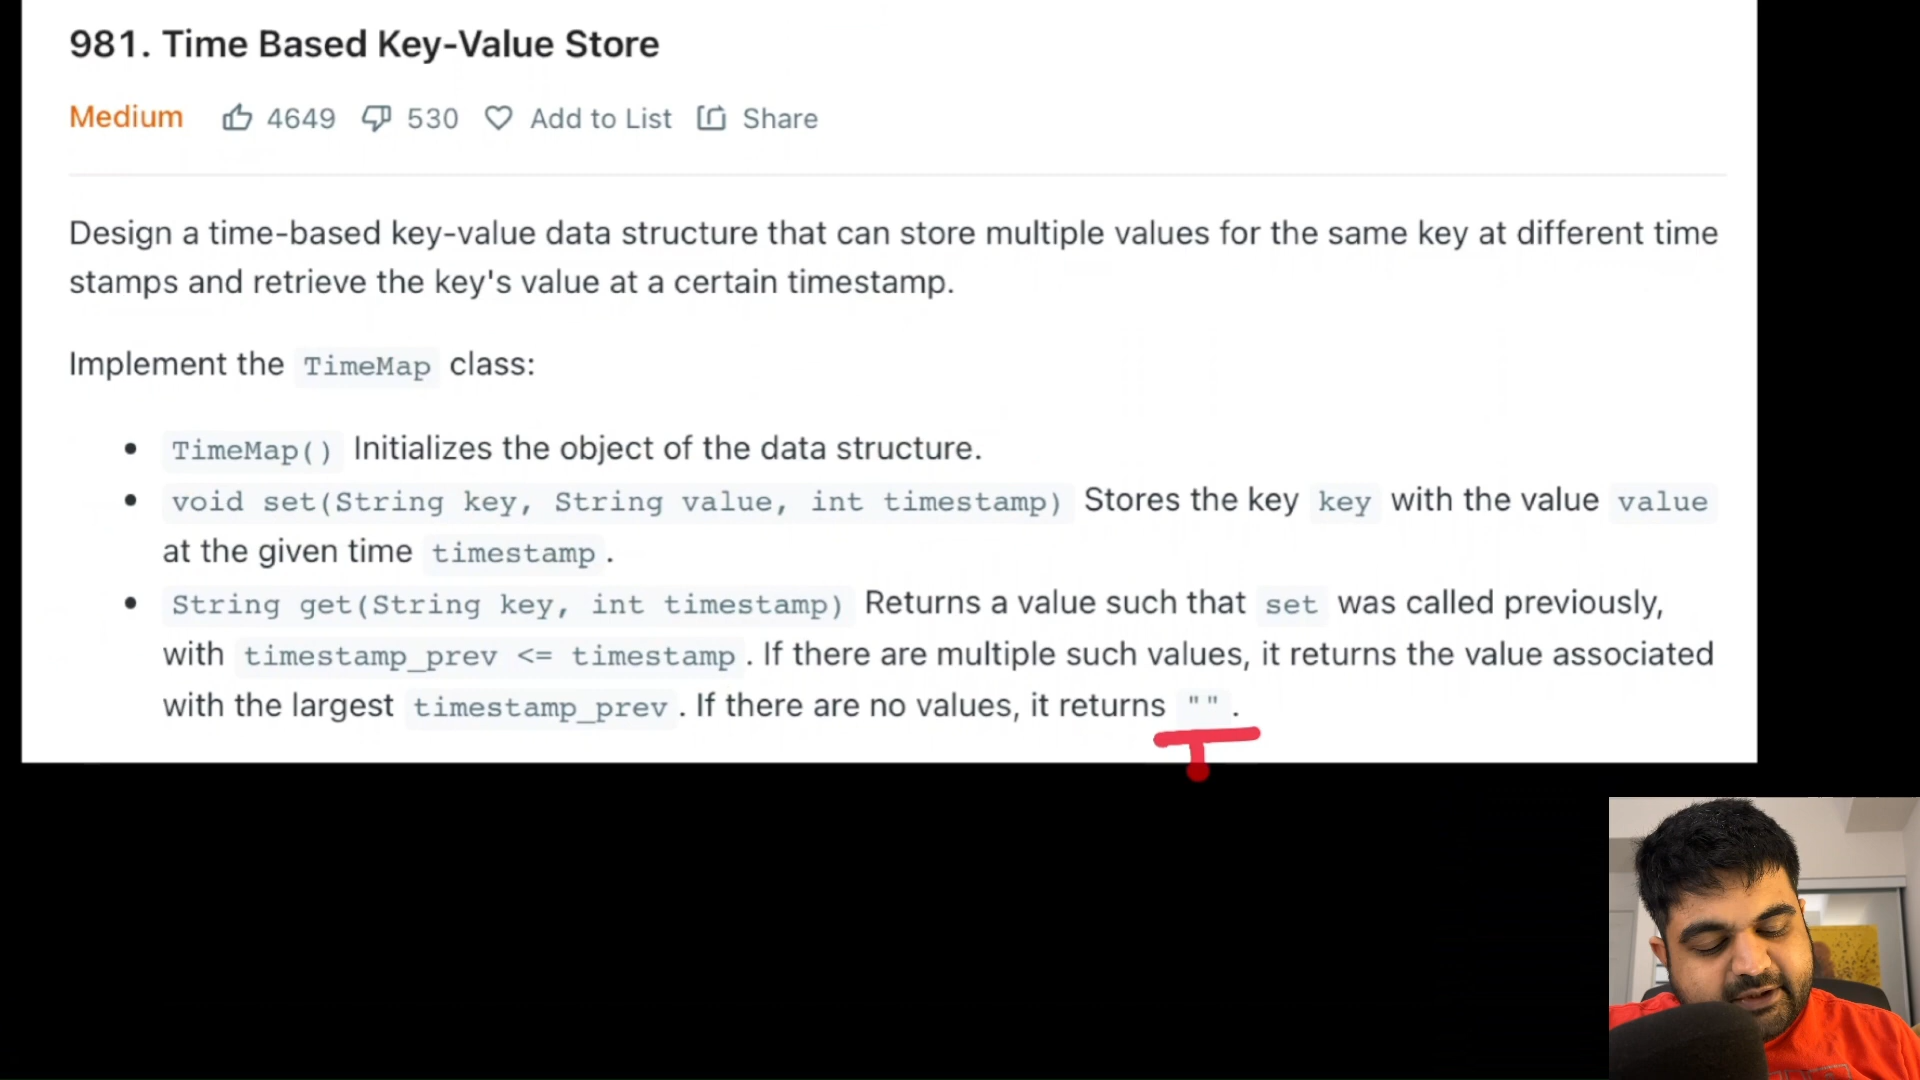 981. Time Based Key-Value Store
Medium 4649 530 Add to List Share
Design a time-based key-value data structure that can store multiple values for the same key at different time
stamps and retrieve the key's value at a certain timestamp.
Implement the TimeMap class:
• TimeMap() Initializes the object of the data structure.
• void set(String key, String value, int timestamp) Stores the key key with the value value
at the given time timestamp.
• String get(String key, int timestamp) Returns a value such that set was called previously,
with timestamp_prev <= timestamp. If there are multiple such values, it returns the value associated
with the largest timestamp_prev. If there are no values, it returns "".